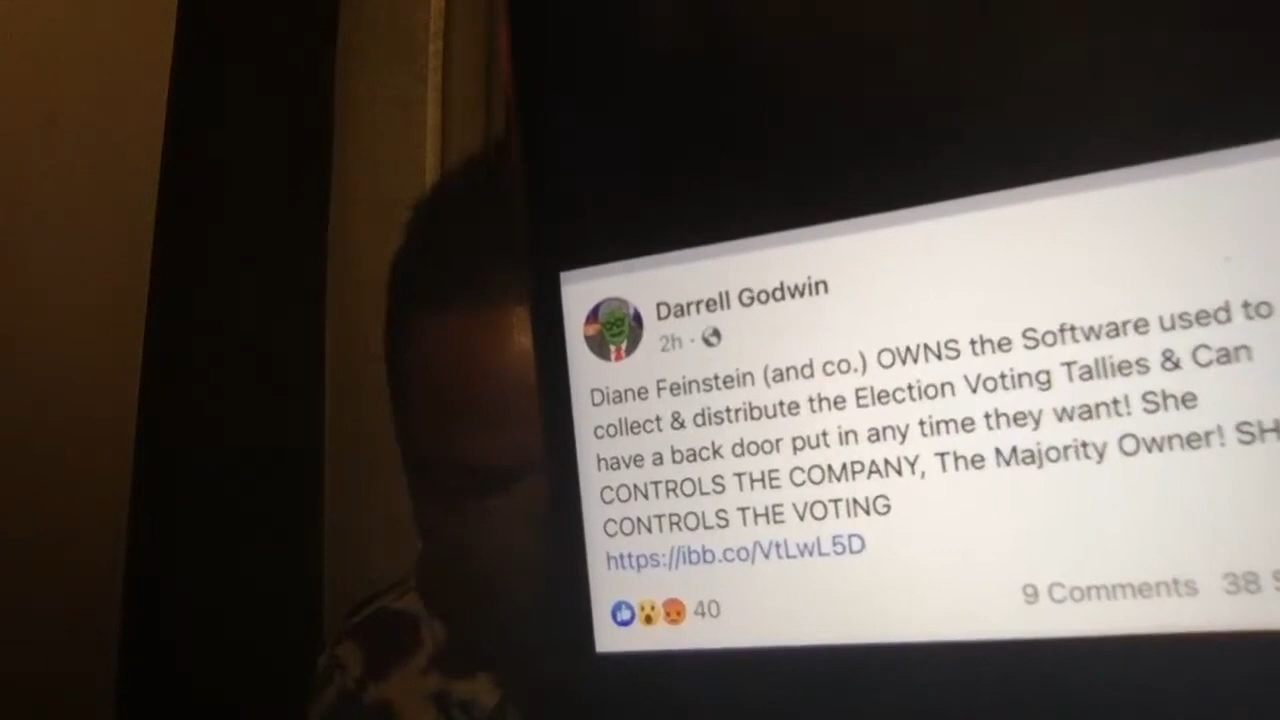 Darrell Godwin
2h
Diane Feinstein (and co.) OWNS the Software used to
collect & distribute the Election Voting Tallies & Can
have a back door put in any time they want! She
CONTROLS THE COMPANY, The Majority Owner!
CONTROLS THE VOTING
https://ibb.co/VtLwL5D
40
9 Comments 38